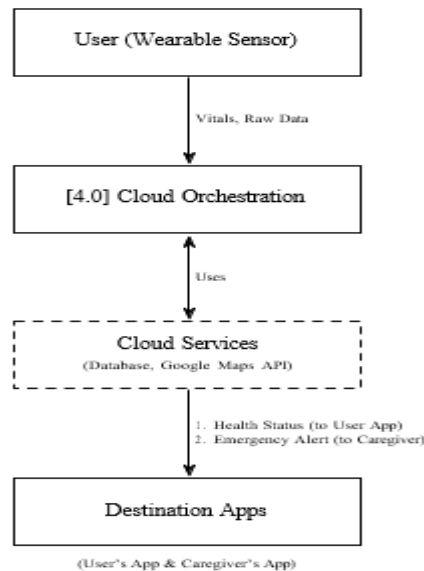 User (Wearable Sensor)
Vitals, Raw Data
[4.0] Cloud Orchestration
Uses
Cloud Services
(Database, Google Maps API)
1. Health Status (to User App)
2. Emergency Alert (to Caregiver)
Destination Apps
(User's App & Caregiver's App)